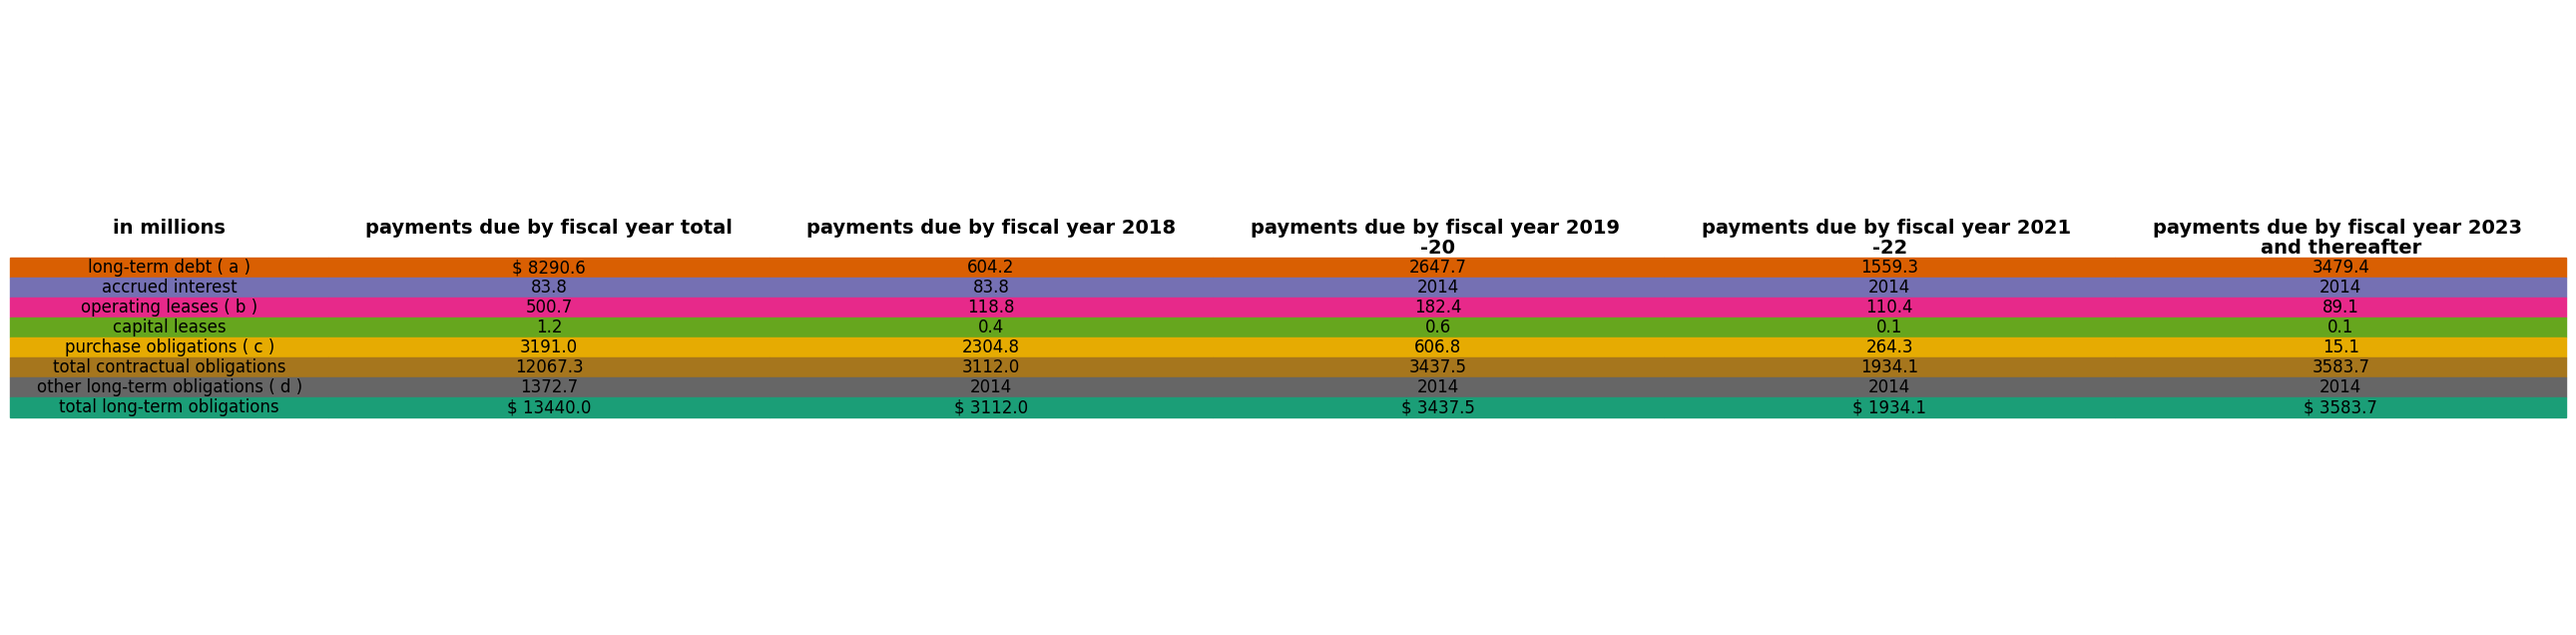 in millions payments due by fiscal year total payments due by fiscal year 2018 payments due by fiscal year 2019 payments due by fiscal year 2021 payments due by fiscal year 2023
-20 -22 and thereafter
long-term debt ( a ) $ 8290.6 604.2 2647.7 1559.3 3479.4
accrued interest 83.8 83.8 2014 2014 2014
operating leases ( b ) 500.7 118.8 182.4 110.4 89.1
capital leases 1.2 0.4 0.6 0.1 0.1
purchase obligations ( c ) 3191.0 2304.8 606.8 264.3 15.1
total contractual obligations 12067.3 3112.0 3437.5 1934.1 3583.7
other long-term obligations ( d ) 1372.7 2014 2014 2014 2014
total long-term obligations $ 13440.0 $ 3112.0 $ 3437.5 $ 1934.1 $ 3583.7